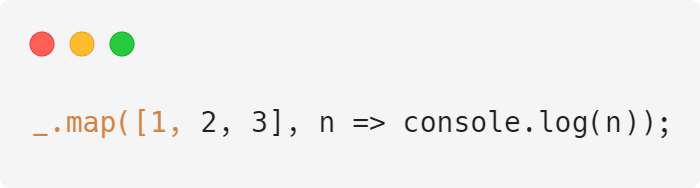 _.map([1, 2, 3], n => console.log(n));